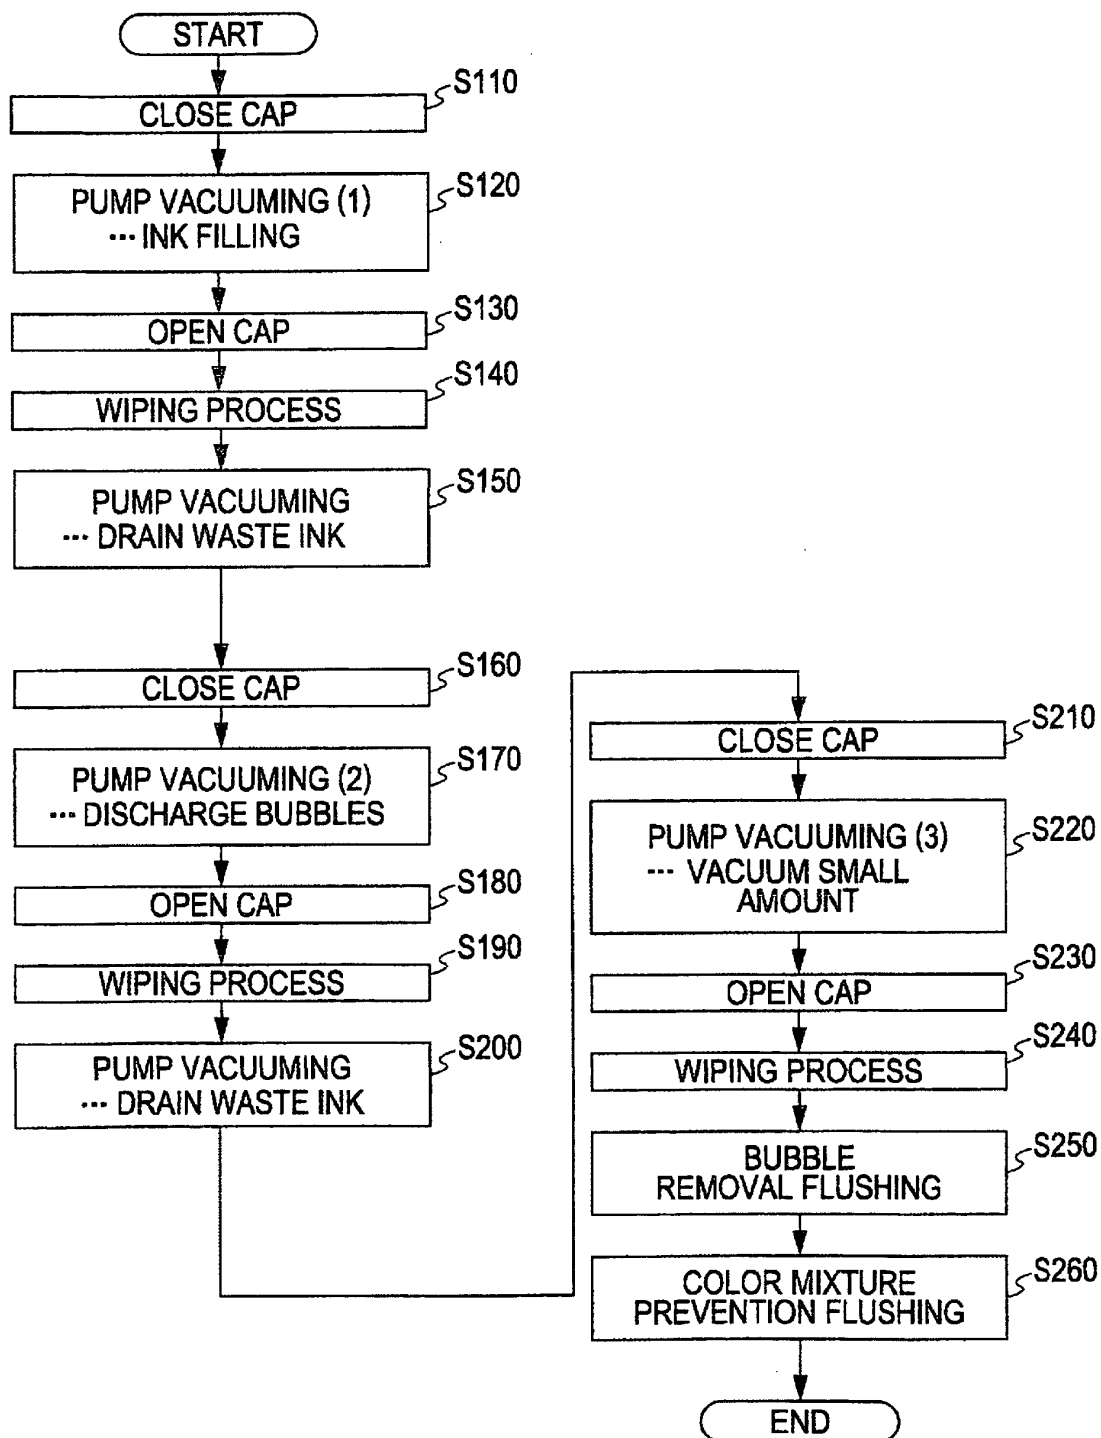 START
S110
CLOSE CAP
S120
PUMP VACUUMING (1)
··· INK FILLING
S130
OPEN CAP
S140
WIPING PROCESS
S150
PUMP VACUUMING
··· DRAIN WASTE INK
S160
CLOSE CAP
S170
PUMP VACUUMING (2)
··· DISCHARGE BUBBLES
S180
OPEN CAP
S190
WIPING PROCESS
S200
PUMP VACUUMING
··· DRAIN WASTE INK
S210
CLOSE CAP
S220
PUMP VACUUMING (3)
··· VACUUM SMALL
AMOUNT
S230
OPEN CAP
S240
WIPING PROCESS
S250
BUBBLE
REMOVAL FLUSHING
S260
COLOR MIXTURE
PREVENTION FLUSHING
END